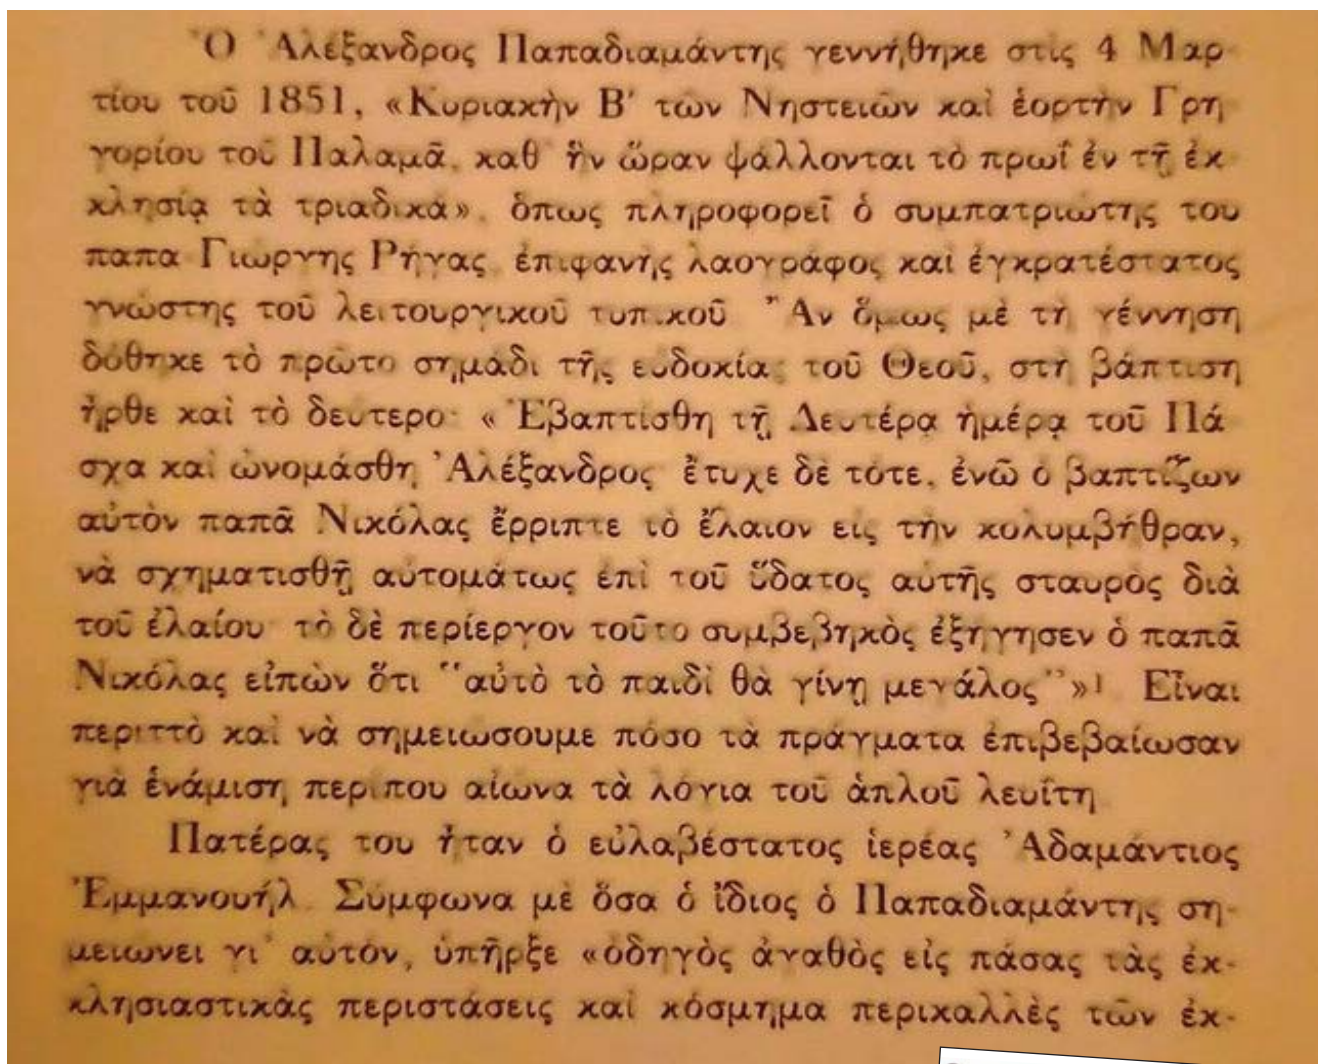 Ὁ Ἀλέξανδρος Παπαδιαμάντης γεννήθηκε στὶς 4 Μαρ-
τίου τοῦ 1851, «Κυριακὴν Β΄ τῶν Νηστειῶν καὶ ἑορτὴν Γρη-
γορίου τοῦ Παλαμᾶ, καθ᾿ ἣν ὥραν ψάλλονται τὸ πρωῒ ἐν τῇ ἐκ-
κλησίᾳ τὰ τριαδικά», ὅπως πληροφορεῖ ὁ συμπατριώτης του
παπα Γιώργης Ρήγας, ἐπιφανὴς λαογράφος καὶ ἐγκρατέστατος
γνώστης τοῦ λειτουργικοῦ τυπικοῦ. Ἂν ὅμως μὲ τὴ γέννηση
δόθηκε τὸ πρῶτο σημάδι τῆς εὐδοκίας τοῦ Θεοῦ, στὴ βάπτιση
ἦρθε καὶ τὸ δεύτερο· «Ἐβαπτίσθη τῇ Δευτέρᾳ ἡμέρᾳ τοῦ Πά-
σχα καὶ ὠνομάσθη Ἀλέξανδρος· ἔτυχε δὲ τότε, ἐνῶ ὁ βαπτίζων
αὐτὸν παπᾶ Νικόλας ἔρριπτε τὸ ἔλαιον εἰς τὴν κολυμβήθραν,
νὰ σχηματισθῇ αὐτομάτως ἐπὶ τοῦ ὕδατος αὐτῆς σταυρὸς διὰ
τοῦ ἐλαίου· τὸ δὲ περίεργον τοῦτο συμβεβηκὸς ἐξήγησεν ὁ παπᾶ
Νικόλας εἰπὼν ὅτι “αὐτὸ τὸ παιδὶ θὰ γίνῃ μεγάλος”»¹. Εἶναι
περιττὸ καὶ νὰ σημειώσουμε πόσο τὰ πράγματα ἐπιβεβαίωσαν
γιὰ ἑνάμιση περίπου αἰώνα τὰ λόγια τοῦ ἁπλοῦ λευΐτη.
Πατέρας του ἦταν ὁ εὐλαβέστατος ἱερέας Ἀδαμάντιος
Ἐμμανουήλ. Σύμφωνα μὲ ὅσα ὁ ἴδιος ὁ Παπαδιαμάντης ση-
μειώνει γι᾿ αὐτόν, ὑπῆρξε «ὁδηγὸς ἀγαθὸς εἰς πάσας τὰς ἐκ-
κλησιαστικὰς περιστάσεις καὶ κόσμημα περικαλλὲς τῶν ἐκ-